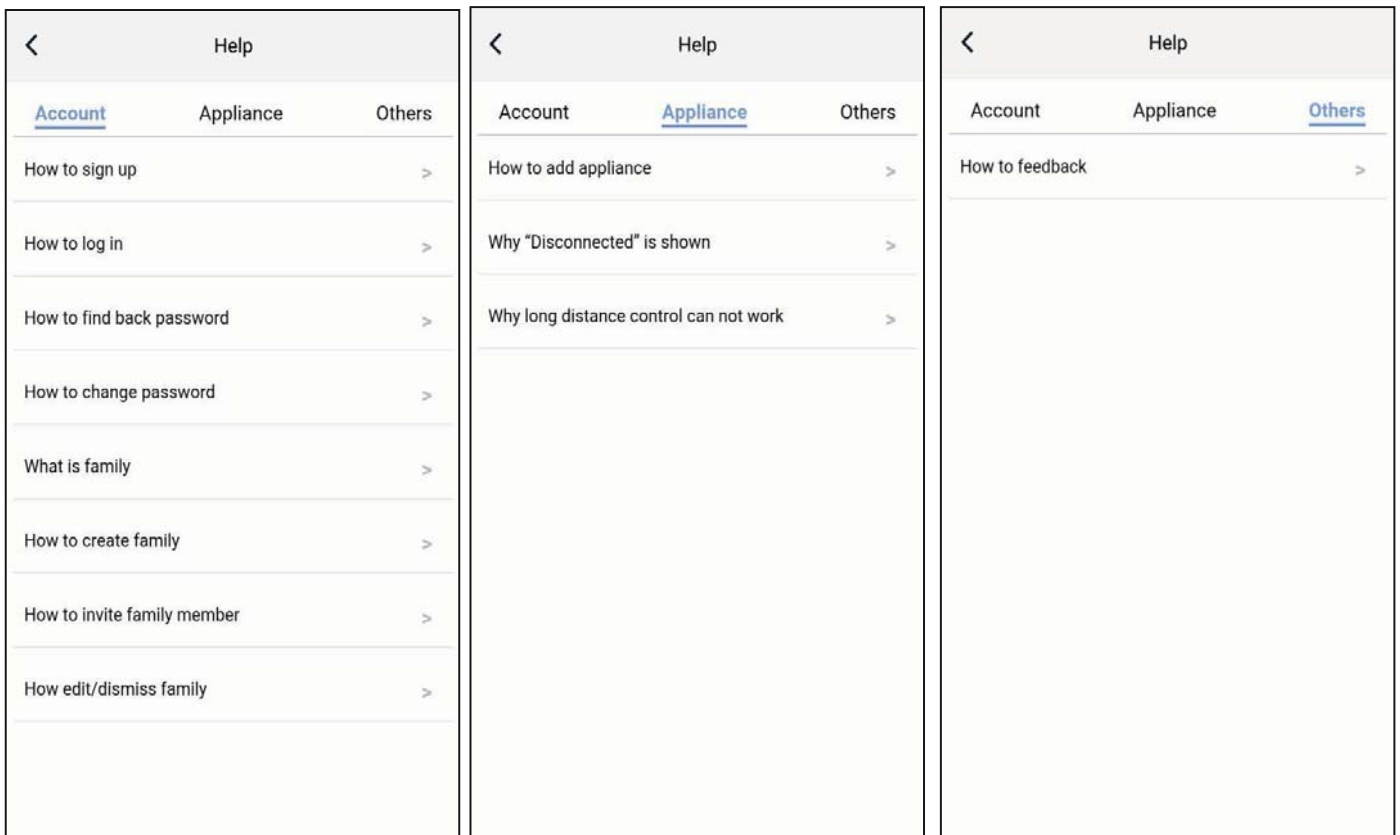 Help
Account Appliance Others
How to sign up >
How to log in >
How to find back password >
How to change password >
What is family >
How to create family >
How to invite family member >
How edit/dismiss family >
Help
Account Appliance Others
How to add appliance >
Why “Disconnected” is shown >
Why long distance control can not work >
Help
Account Appliance Others
How to feedback >